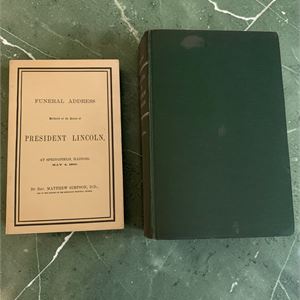 FUNERAL ADDRESS
Delivered at the Burial of
PRESIDENT LINCOLN,
AT SPRINGFIELD, ILLINOIS,
MAY 4, 1865,
By Rev. MATTHEW SIMPSON, D.D.,